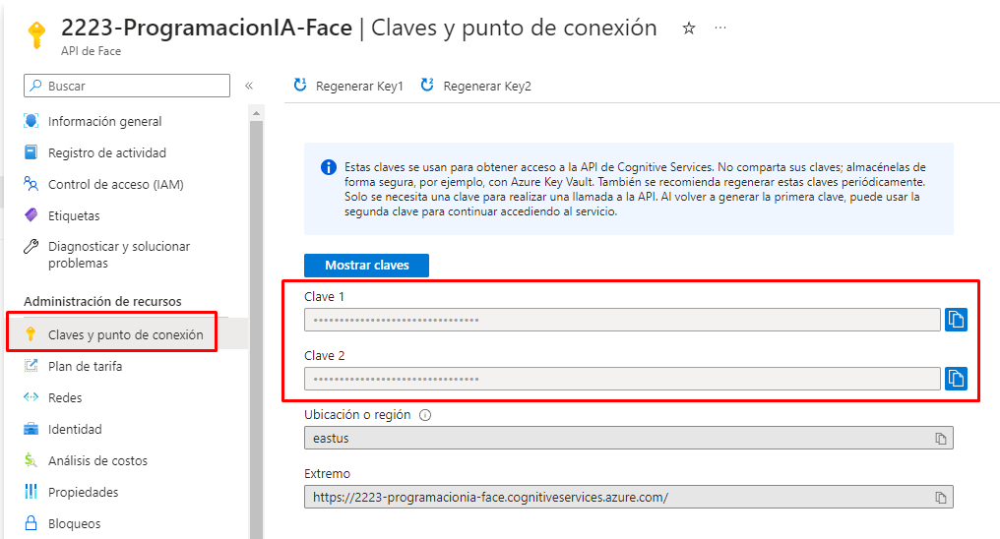 2223-ProgramacionIA-Face | Claves y punto de conexión
API de Face
Buscar
Información general
Registro de actividad
Control de acceso (IAM)
Etiquetas
Diagnosticar y solucionar
problemas
Administración de recursos
Claves y punto de conexión
Plan de tarifa
Redes
Identidad
Análisis de costos
Propiedades
Bloqueos
Regenerar Key1
Regenerar Key2
Estas claves se usan para obtener acceso a la API de Cognitive Services. No comparta sus claves; almacénelas de
forma segura, por ejemplo, con Azure Key Vault. También se recomienda regenerar estas claves periódicamente.
Solo se necesita una clave para realizar una llamada a la API. Al volver a generar la primera clave, puede usar la
segunda clave para continuar accediendo al servicio.
Mostrar claves
Clave 1
Clave 2
Ubicación o región
eastus
Extremo
https://2223-programacionia-face.cognitiveservices.azure.com/